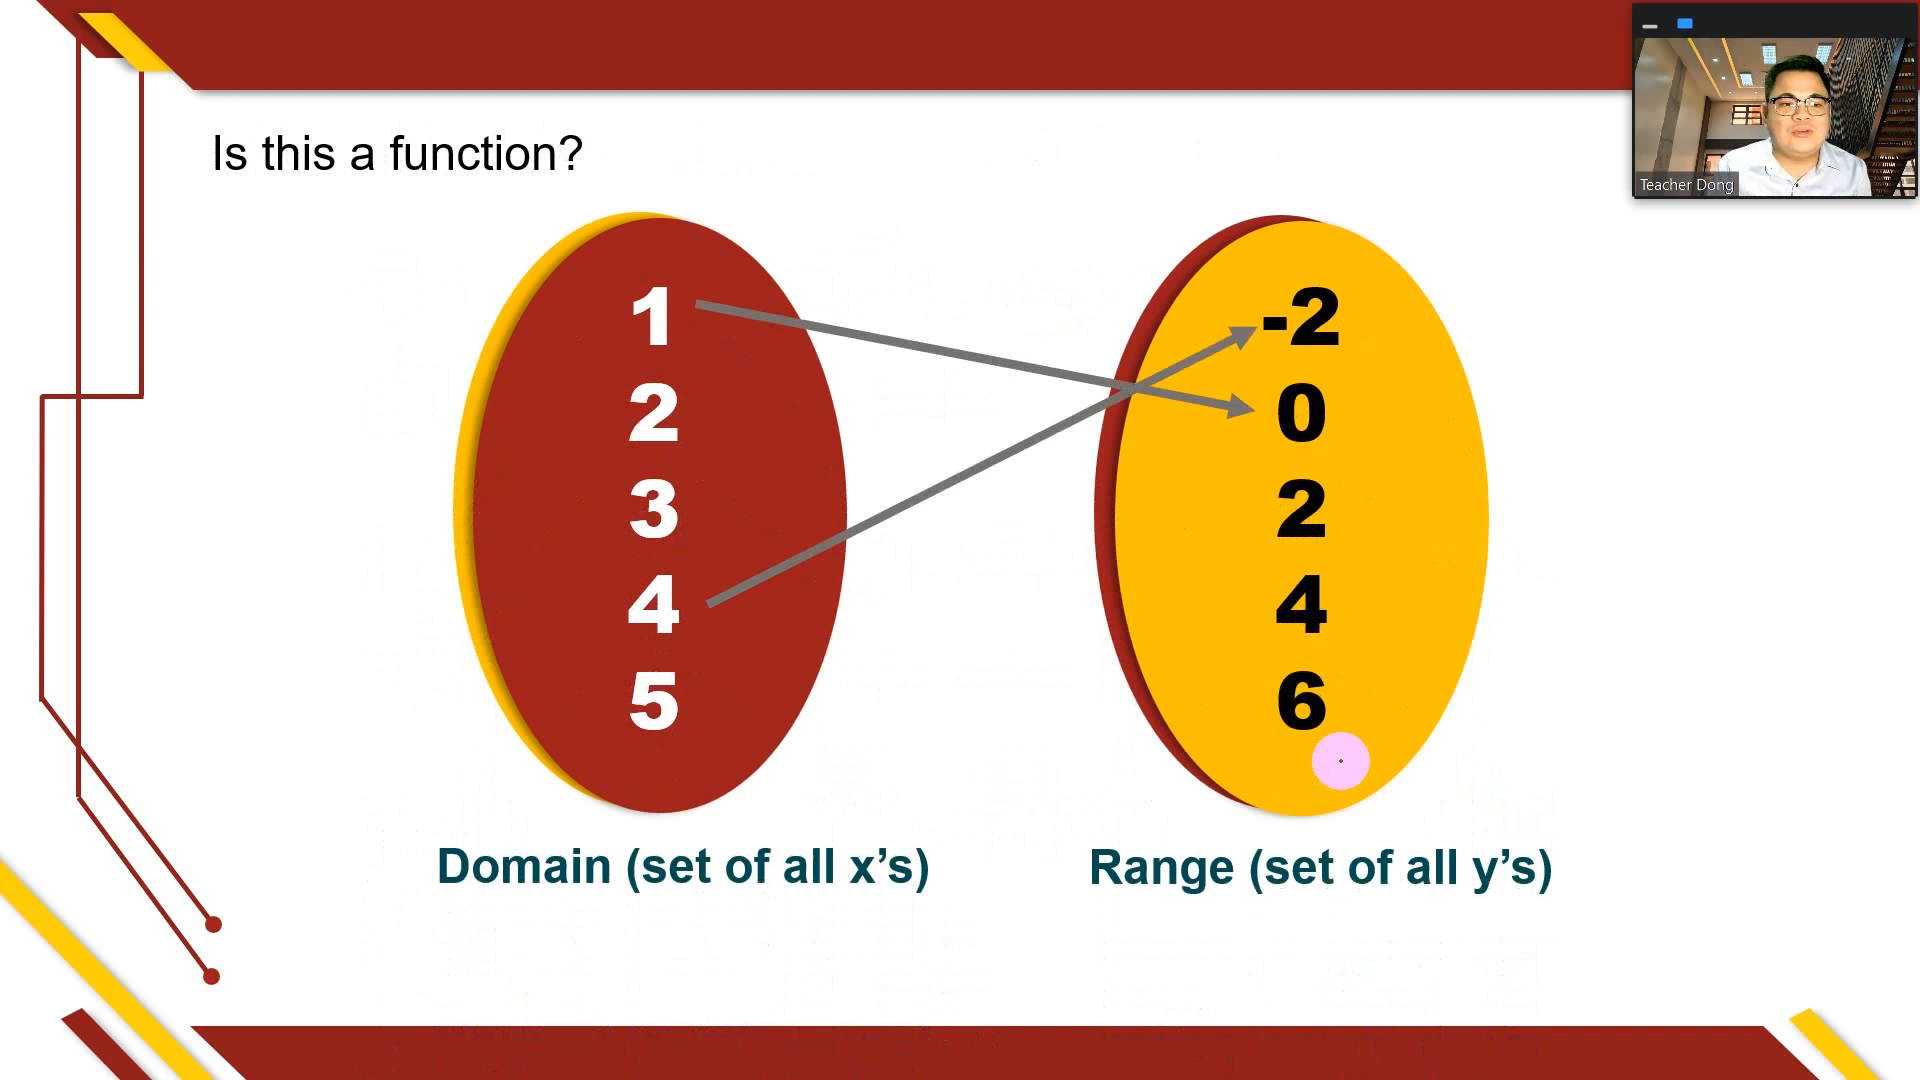 Is this a function?
Teacher Dong
1
2
3
4
5
-2
0
2
4
6
Domain (set of all x’s)
Range (set of all y’s)